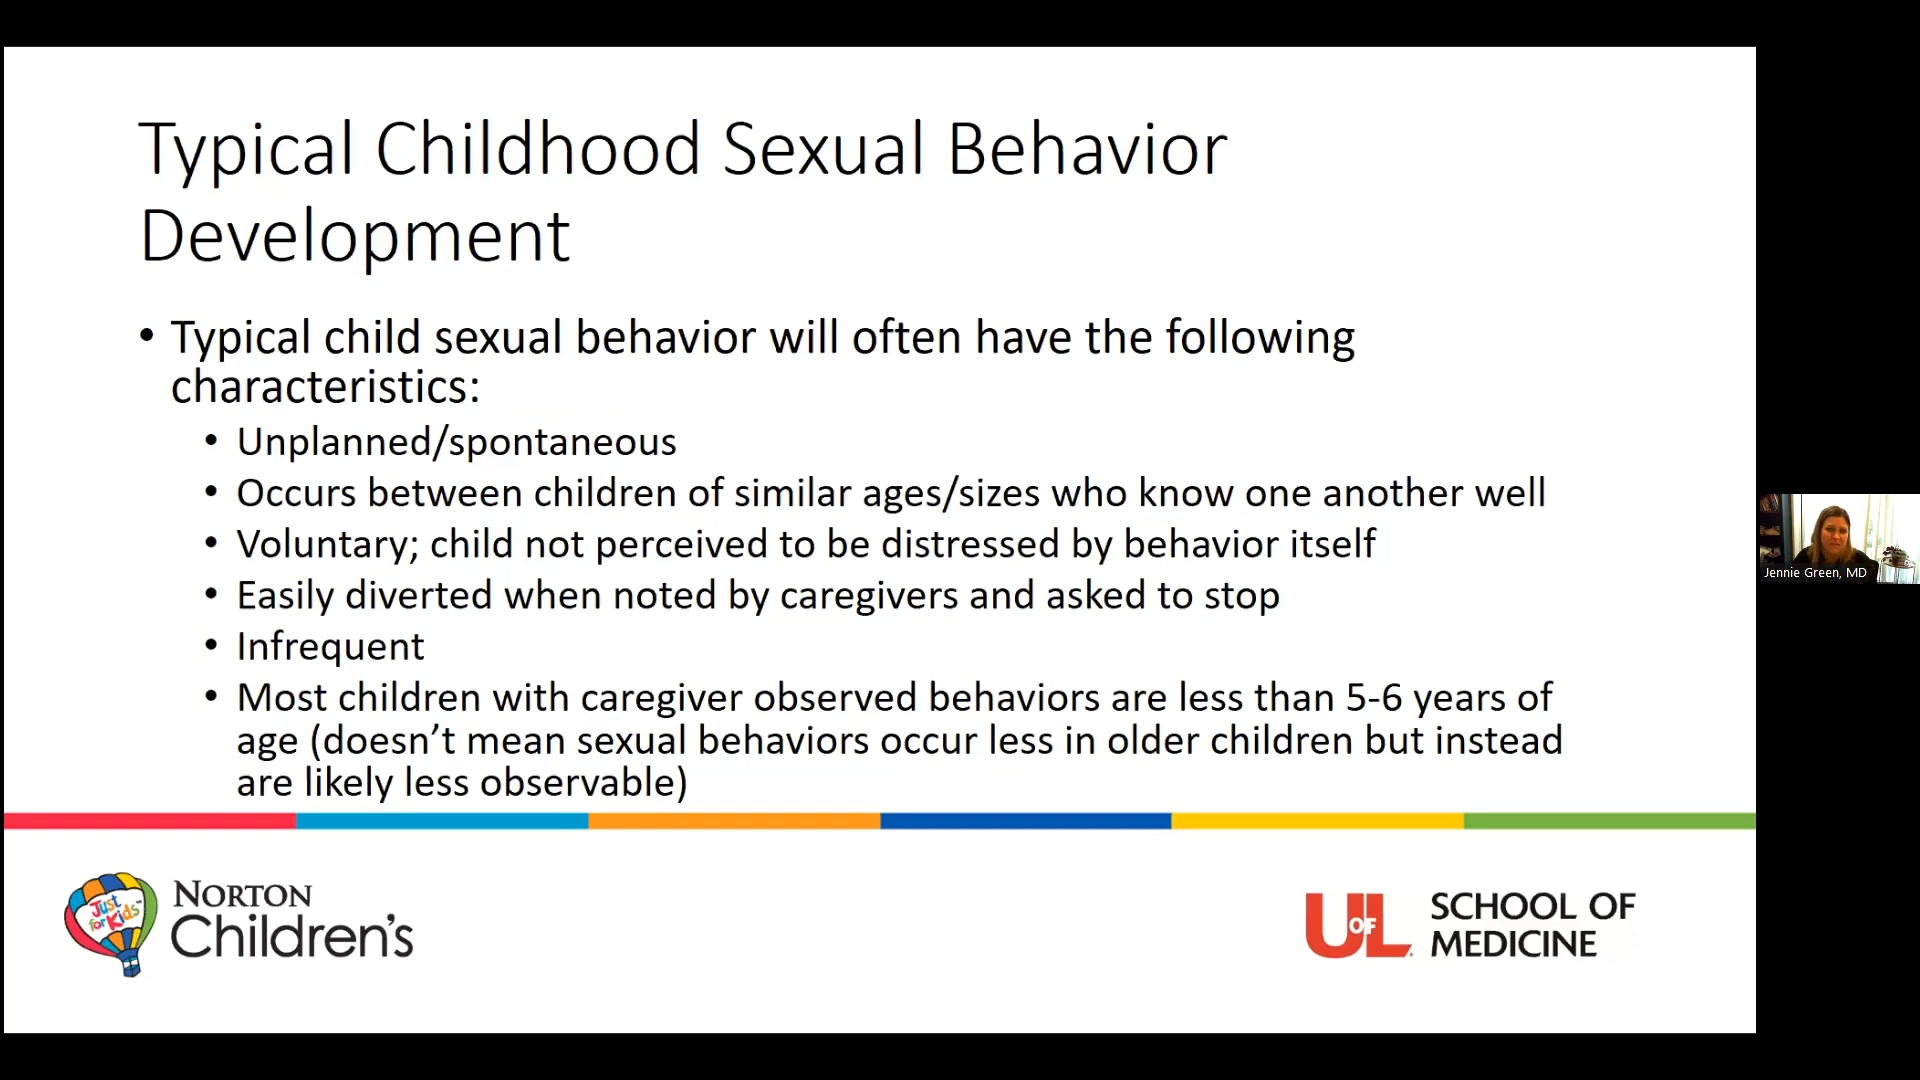 Typical Childhood Sexual Behavior
Development
• Typical child sexual behavior will often have the following
characteristics:
• Unplanned/spontaneous
• Occurs between children of similar ages/sizes who know one another well
• Voluntary; child not perceived to be distressed by behavior itself
• Easily diverted when noted by caregivers and asked to stop
• Infrequent
• Most children with caregiver observed behaviors are less than 5-6 years of
age (doesn’t mean sexual behaviors occur less in older children but instead
are likely less observable)
Jennie Green, MD
Just
for Kids™
NORTON
Children's
UOFL
SCHOOL OF
MEDICINE